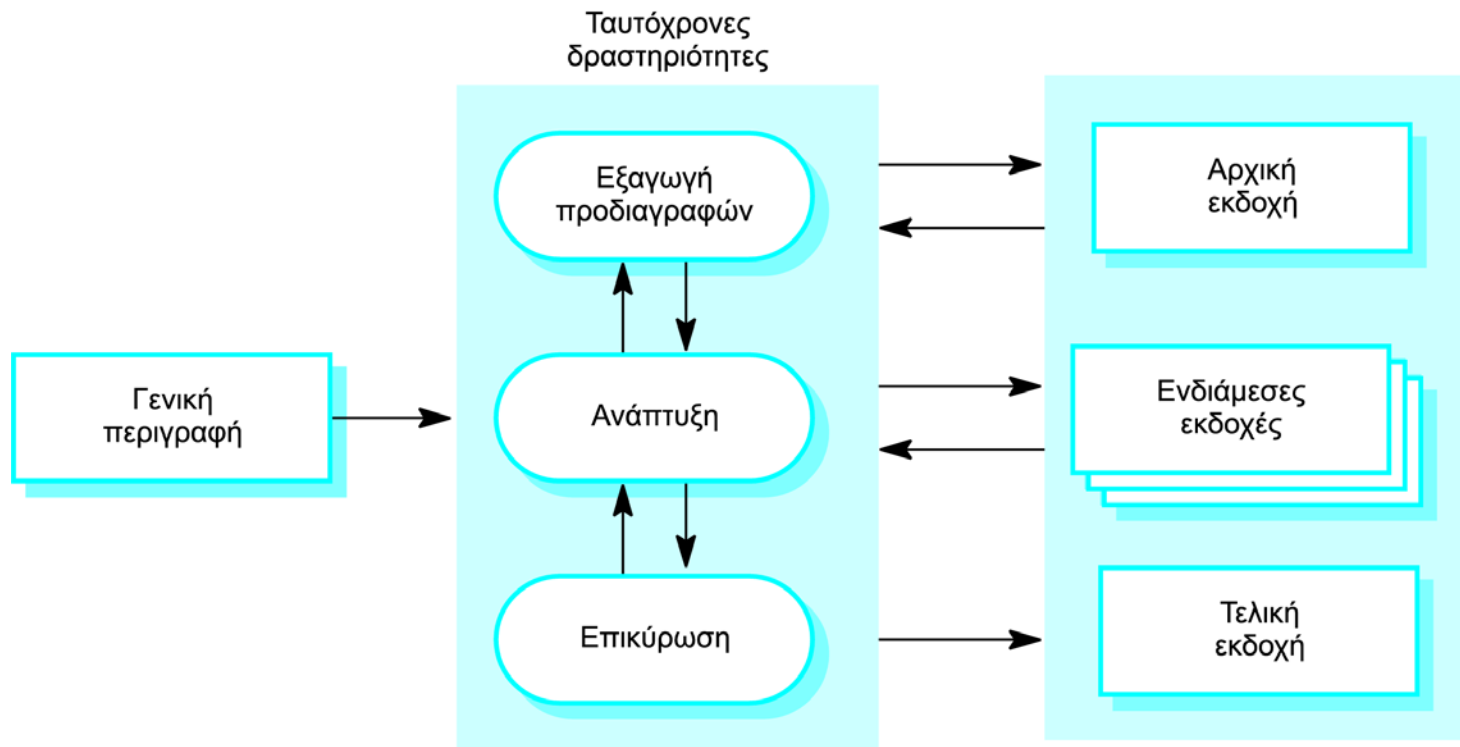 Ταυτόχρονες
δραστηριότητες
Εξαγωγή
προδιαγραφών
Αρχική
εκδοχή
Γενική
περιγραφή
Ανάπτυξη
Ενδιάμεσες
εκδοχές
Επικύρωση
Τελική
εκδοχή